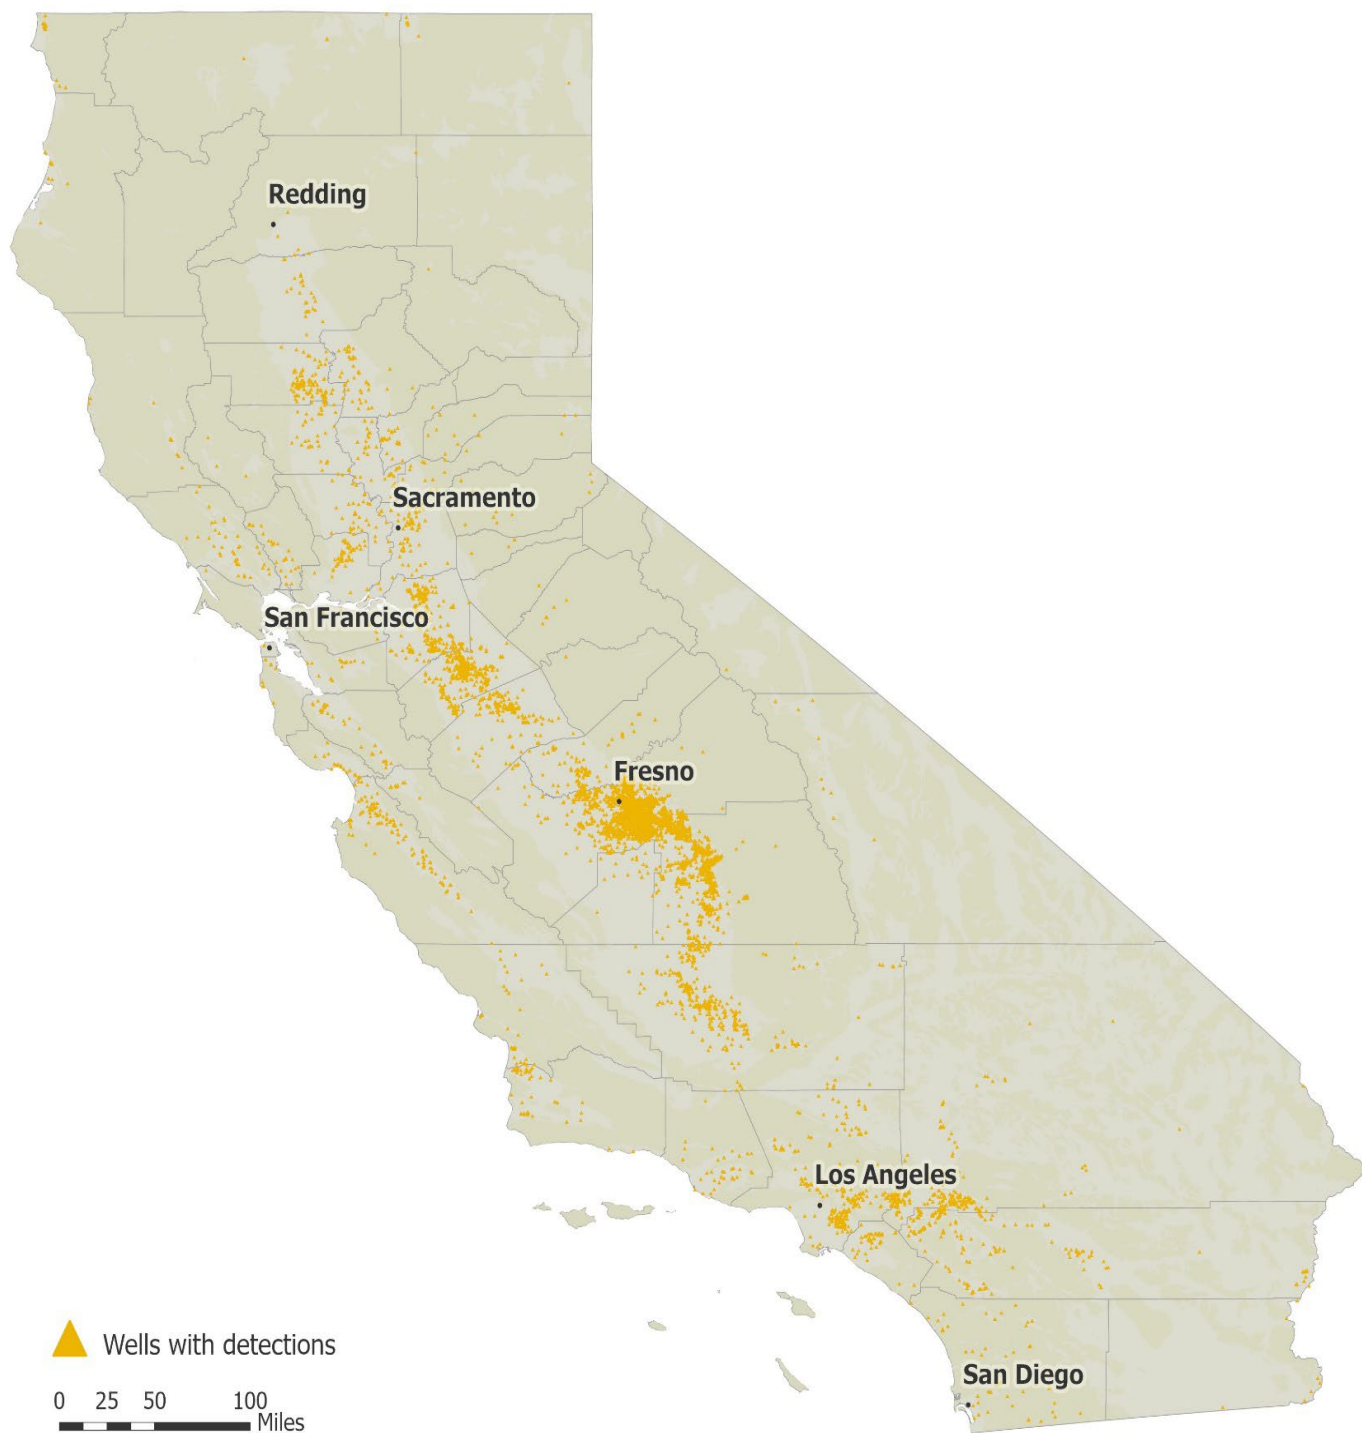 Redding
Sacramento
San Francisco
Fresno
Los Angeles
San Diego
Wells with detections
0 25 50 100
Miles